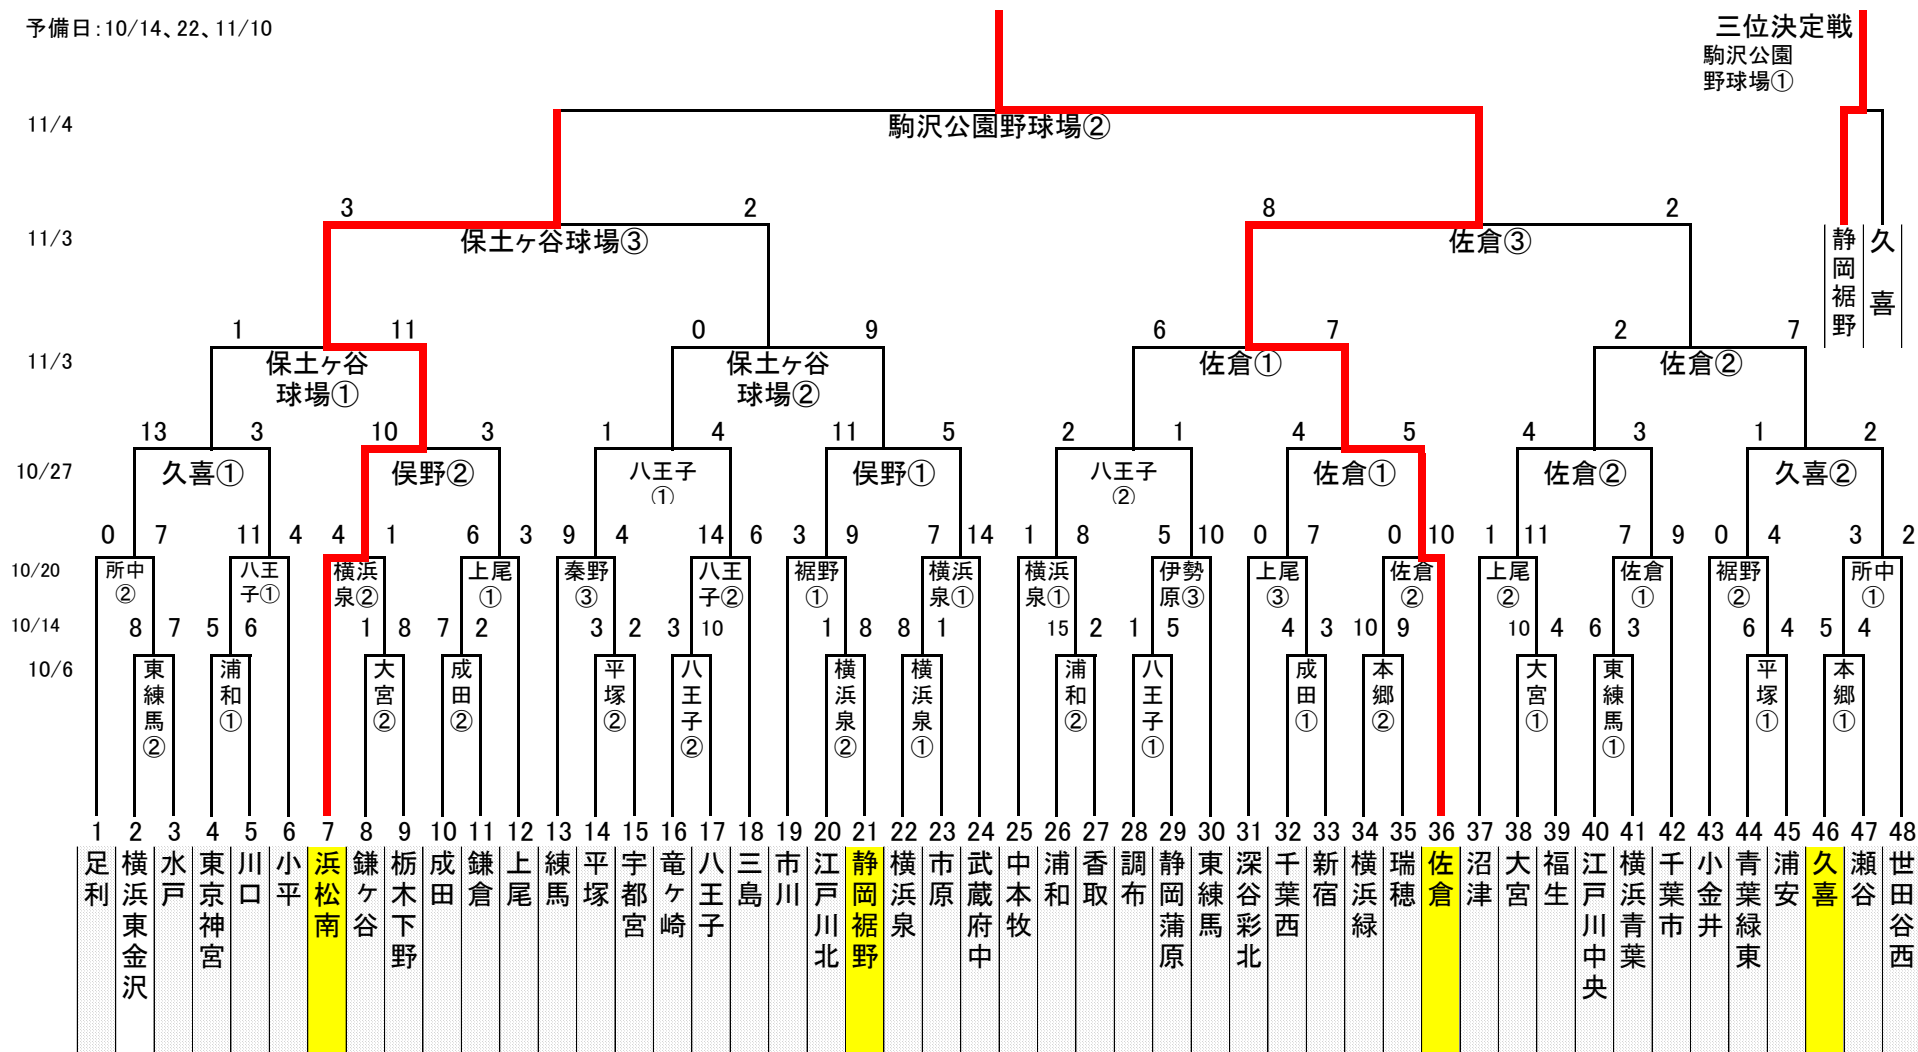 予備日:10/14、22、11/10
三位決定戦
駒沢公園
野球場①
11/4
駒沢公園野球場②
3 2 8 2
11/3
保土ヶ谷球場③ 佐倉③
静岡裾野 久喜
1 11 0 9 6 7 2 7
11/3
保土ヶ谷 保土ヶ谷 佐倉① 佐倉②
球場① 球場②
13 3 10 3 1 4 11 5 2 1 4 5 4 3 1 2
10/27
久喜① 俣野② 八王子 俣野① 八王子 佐倉① 佐倉② 久喜②
① ②
0 7 11 4 4 1 6 3 9 4 14 6 3 9 7 14 1 8 5 10 0 7 0 10 1 11 7 9 0 4 3 2
10/20
所中 八王 横浜 上尾 秦野 八王 裾野 横浜 横浜 伊勢 上尾 佐倉 上尾 佐倉 裾野 所中
② 子① 泉② ① ③ 子② ① 泉① 泉① 原③ ③ ② ② ① ② ①
10/14
8 7 5 6 1 8 7 2 3 2 3 10 1 8 8 1 15 2 1 5 4 3 10 9 10 4 6 3 6 4 5 4
10/6
東練馬② 浦和① 大宮② 成田② 平塚② 八王子② 横浜泉② 横浜泉① 浦和② 八王子① 成田① 本郷② 大宮① 東練馬① 平塚① 本郷①
1 2 3 4 5 6 7 8 9 10 11 12 13 14 15 16 17 18 19 20 21 22 23 24 25 26 27 28 29 30 31 32 33 34 35 36 37 38 39 40 41 42 43 44 45 46 47 48
足利 横浜東金沢 水戸 東京神宮 川口 小平 浜松南 鎌ヶ谷 栃木下野 成田 鎌倉 上尾 練馬 平塚 宇都宮 竜ヶ崎 八王子 三島 市川 江戸川北 静岡裾野 横浜泉 市原 武蔵府中 中本牧 浦和 香取 調布 静岡蒲原 東練馬 深谷彩北 千葉西 新宿 横浜緑 瑞穂 佐倉 沼津 大宮 福生 江戸川中央 横浜青葉 千葉市 小金井 青葉緑東 浦安 久喜 瀬谷 世田谷西